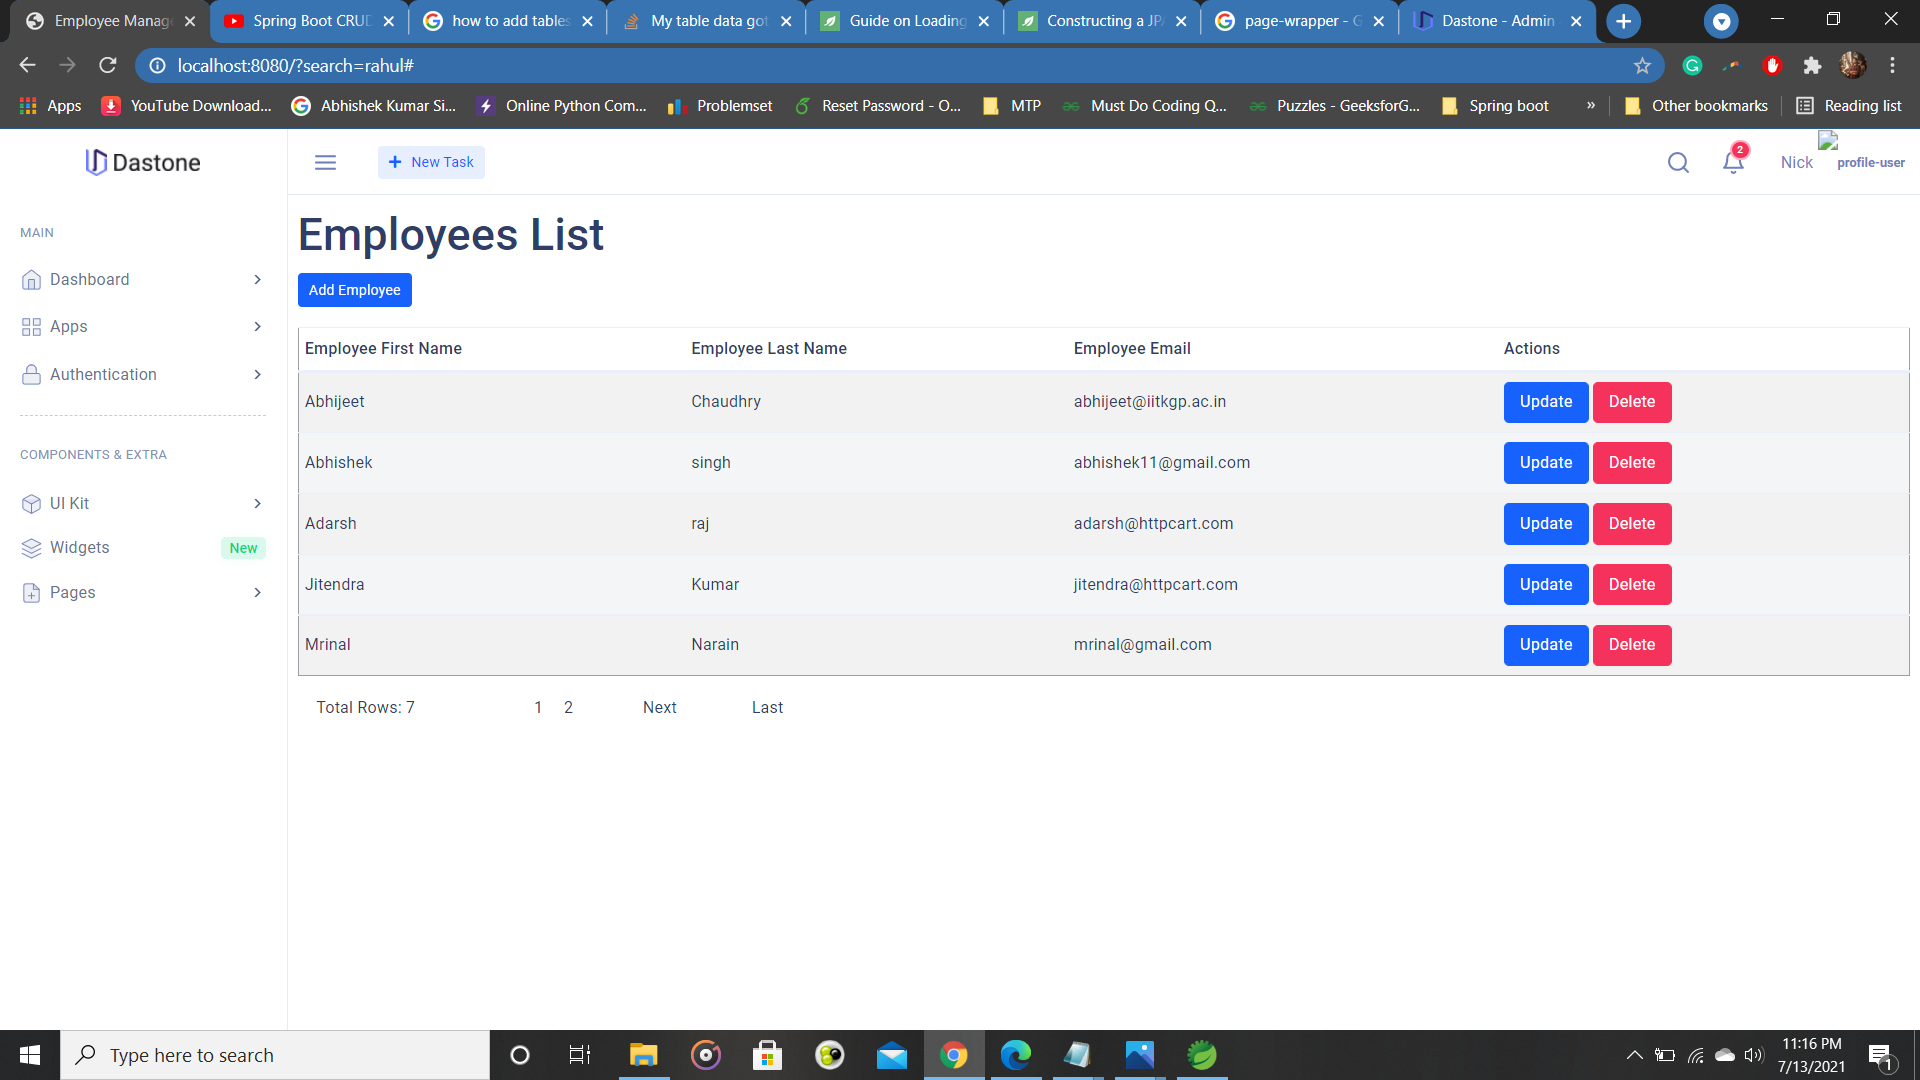 Employee Manage
Spring Boot CRUD
how to add tables
My table data got
Guide on Loading
Constructing a JPA
page-wrapper - G
Dastone - Admin
localhost:8080/?search=rahul#
Apps
YouTube Download...
Abhishek Kumar Si...
Online Python Com...
Problemset
Reset Password - O...
MTP
Must Do Coding Q...
Puzzles - GeeksforG...
Spring boot
»
Other bookmarks
Reading list
Dastone
+ New Task
2
Nick
profile-user
MAIN
Dashboard
Apps
Authentication
COMPONENTS & EXTRA
UI Kit
Widgets New
Pages
Employees List
Add Employee
Employee First Name Employee Last Name Employee Email Actions
Abhijeet Chaudhry abhijeet@iitkgp.ac.in Update Delete
Abhishek singh abhishek11@gmail.com Update Delete
Adarsh raj adarsh@httpcart.com Update Delete
Jitendra Kumar jitendra@httpcart.com Update Delete
Mrinal Narain mrinal@gmail.com Update Delete
Total Rows: 7 1 2 Next Last
Type here to search
11:16 PM
7/13/2021
1